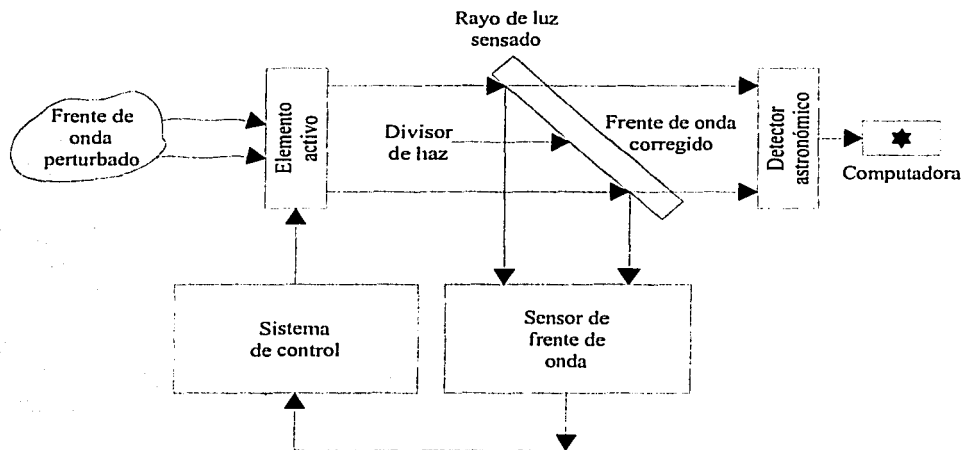 Rayo de luz
sensado
Frente de
onda
perturbado
Elemento
activo
Divisor
de haz
Frente de onda
corregido
Detector
astronómico
Computadora
Sistema
de control
Sensor de
frente de
onda